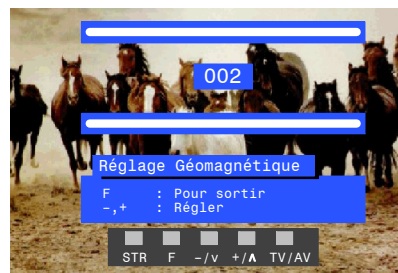 002
Réglage Géomagnétique
F : Pour sortir
–,+ : Régler
STR F –/v +/∧ TV/AV